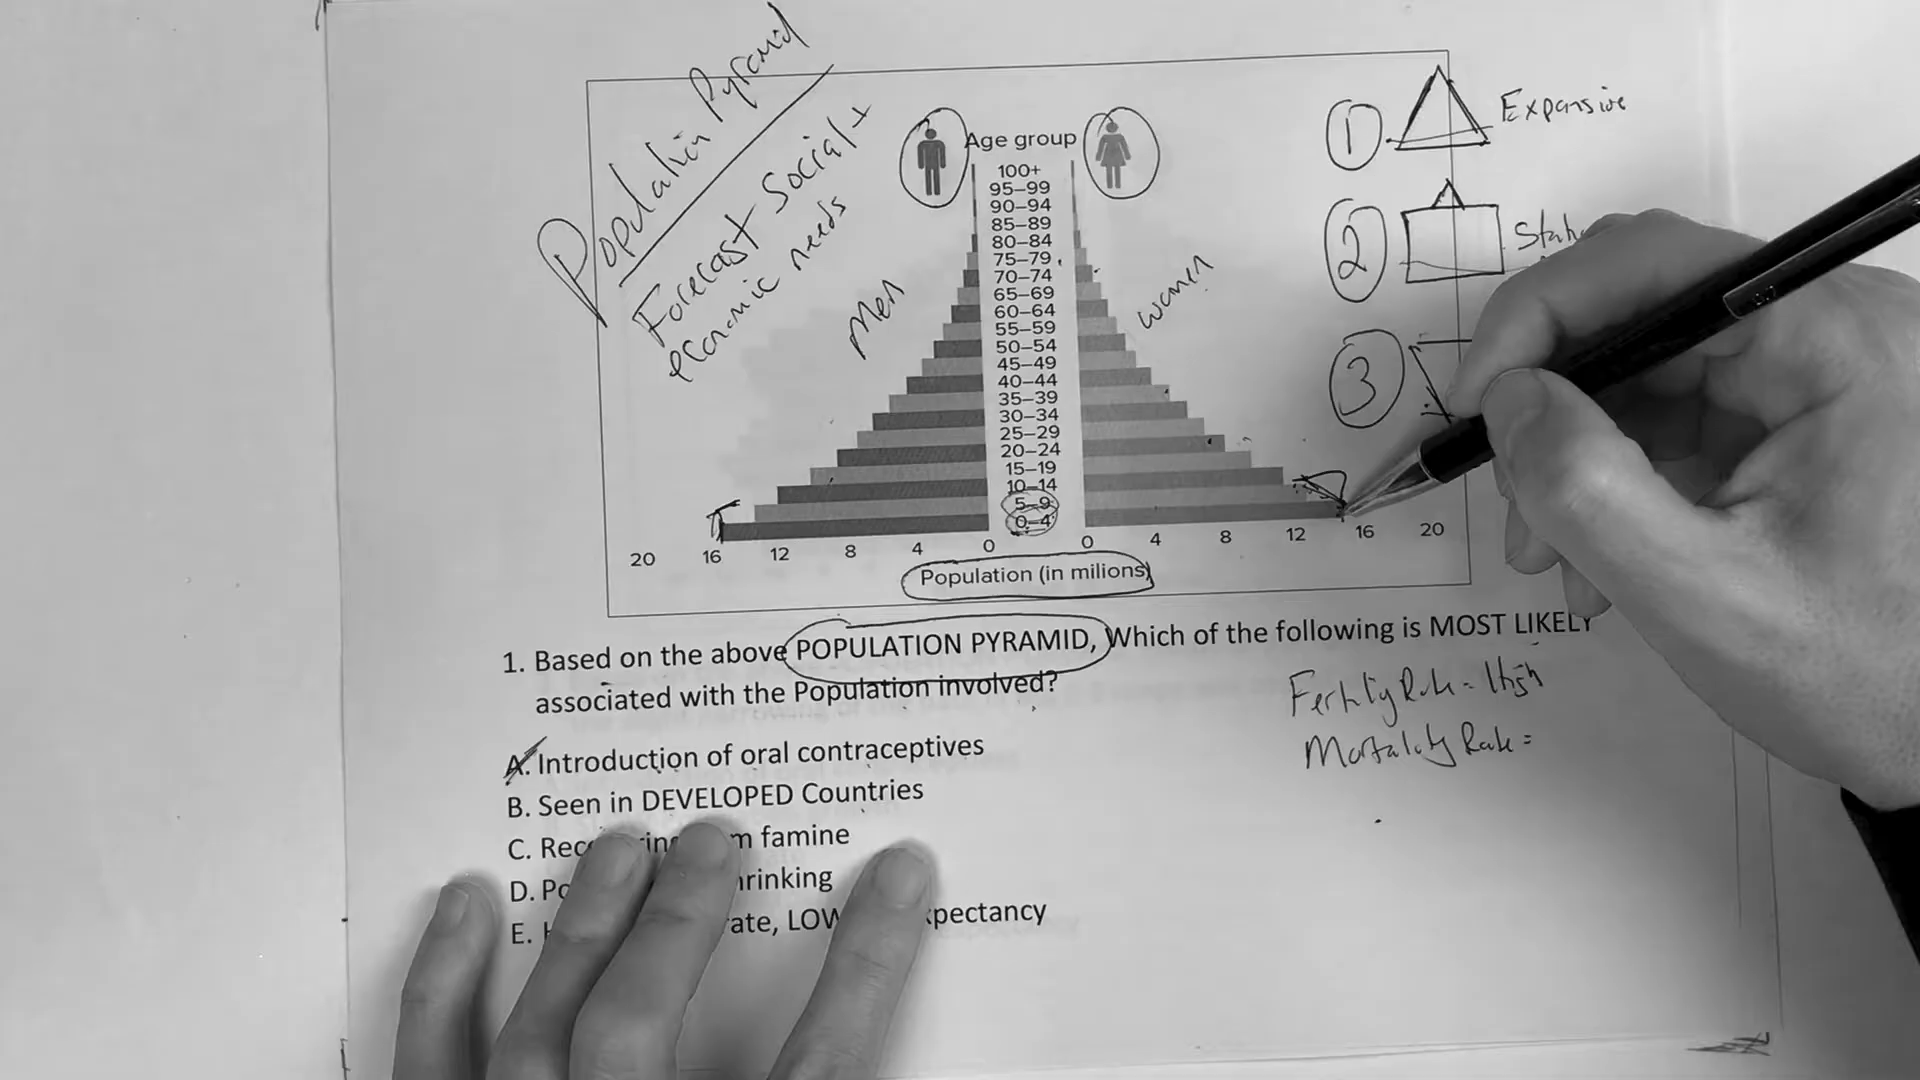 Population Pyramid
Forecast Social +
economic needs
Men
Women
Age group
100+
95–99
90–94
85–89
80–84
75–79
70–74
65–69
60–64
55–59
50–54
45–49
40–44
35–39
30–34
25–29
20–24
15–19
10–14
5–9
0–4
20 16 12 8 4 0 0 4 8 12 16 20
Population (in milions)
1 Expansive
2
3
1. Based on the above POPULATION PYRAMID, Which of the following is MOST LIKELY
associated with the Population involved?
Fertility Rate = High
Mortality Rate =
A. Introduction of oral contraceptives
B. Seen in DEVELOPED Countries
C. famine
D.
E. LOW